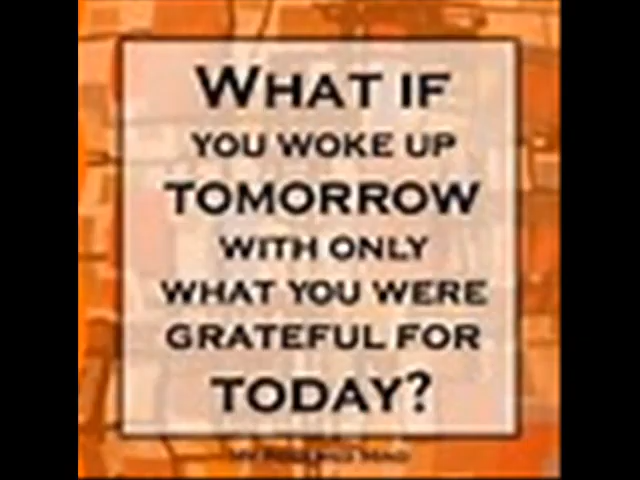 WHAT IF
YOU WOKE UP
TOMORROW
WITH ONLY
WHAT YOU WERE
GRATEFUL FOR
TODAY?